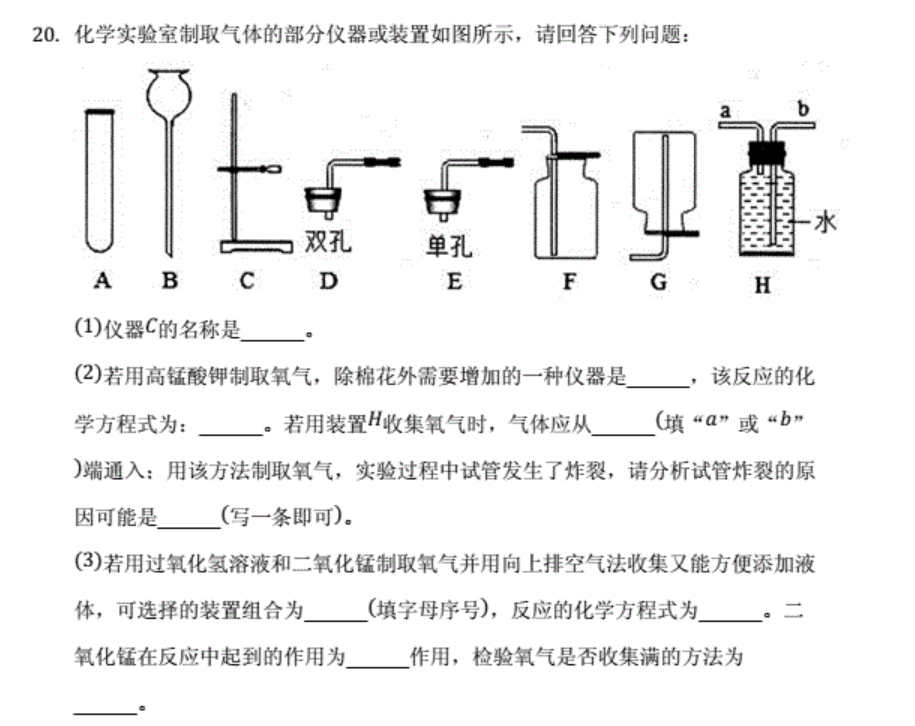 20. 化学实验室制取气体的部分仪器或装置如图所示，请回答下列问题：
a b
水
双孔 单孔
A B C D E F G H
(1)仪器C的名称是_____。
(2)若用高锰酸钾制取氧气，除棉花外需要增加的一种仪器是_____，该反应的化
学方程式为：_____。若用装置H收集氧气时，气体应从_____(填“a”或“b”
)端通入；用该方法制取氧气，实验过程中试管发生了炸裂，请分析试管炸裂的原
因可能是_____(写一条即可)。
(3)若用过氧化氢溶液和二氧化锰制取氧气并用向上排空气法收集又能方便添加液
体，可选择的装置组合为_____(填字母序号)，反应的化学方程式为_____。二
氧化锰在反应中起到的作用为_____作用，检验氧气是否收集满的方法为
_____。